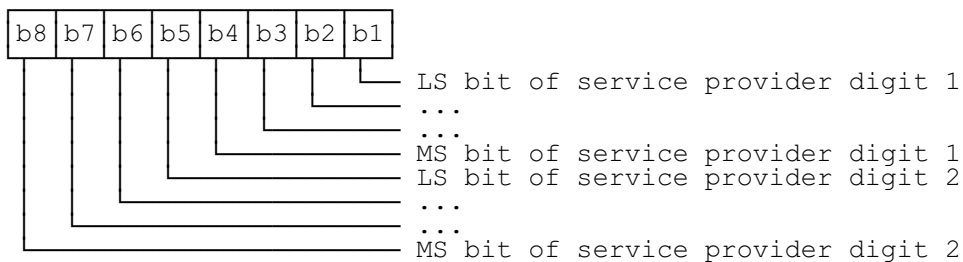 b8 b7 b6 b5 b4 b3 b2 b1
LS bit of service provider digit 1
...
...
MS bit of service provider digit 1
LS bit of service provider digit 2
...
...
MS bit of service provider digit 2